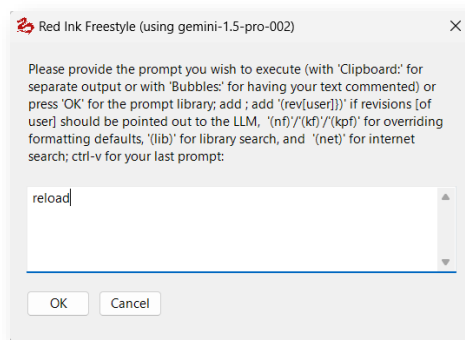 Red Ink Freestyle (using gemini-1.5-pro-002)
Please provide the prompt you wish to execute (with 'Clipboard:' for
separate output or with 'Bubbles:' for having your text commented) or
press 'OK' for the prompt library; add ; add '(rev[user]})' if revisions [of
user] should be pointed out to the LLM,  '(nf)'/'(kf)'/'(kpf)' for overriding
formatting defaults, '(lib)' for library search, and  '(net)' for internet
search; ctrl-v for your last prompt:
reload
OK Cancel